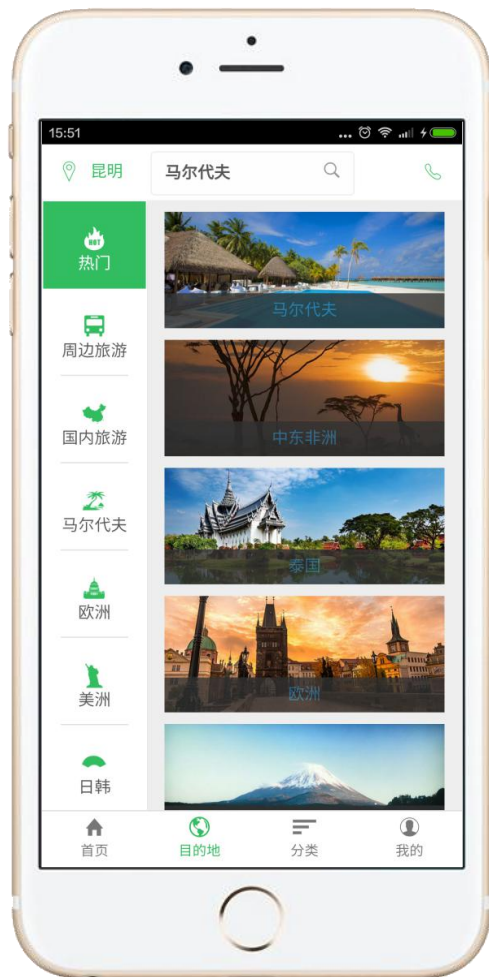 15:51
昆明
马尔代夫
HOT
热门
周边旅游
国内旅游
马尔代夫
欧洲
美洲
日韩
马尔代夫
中东非洲
泰国
欧洲
首页
目的地
分类
我的